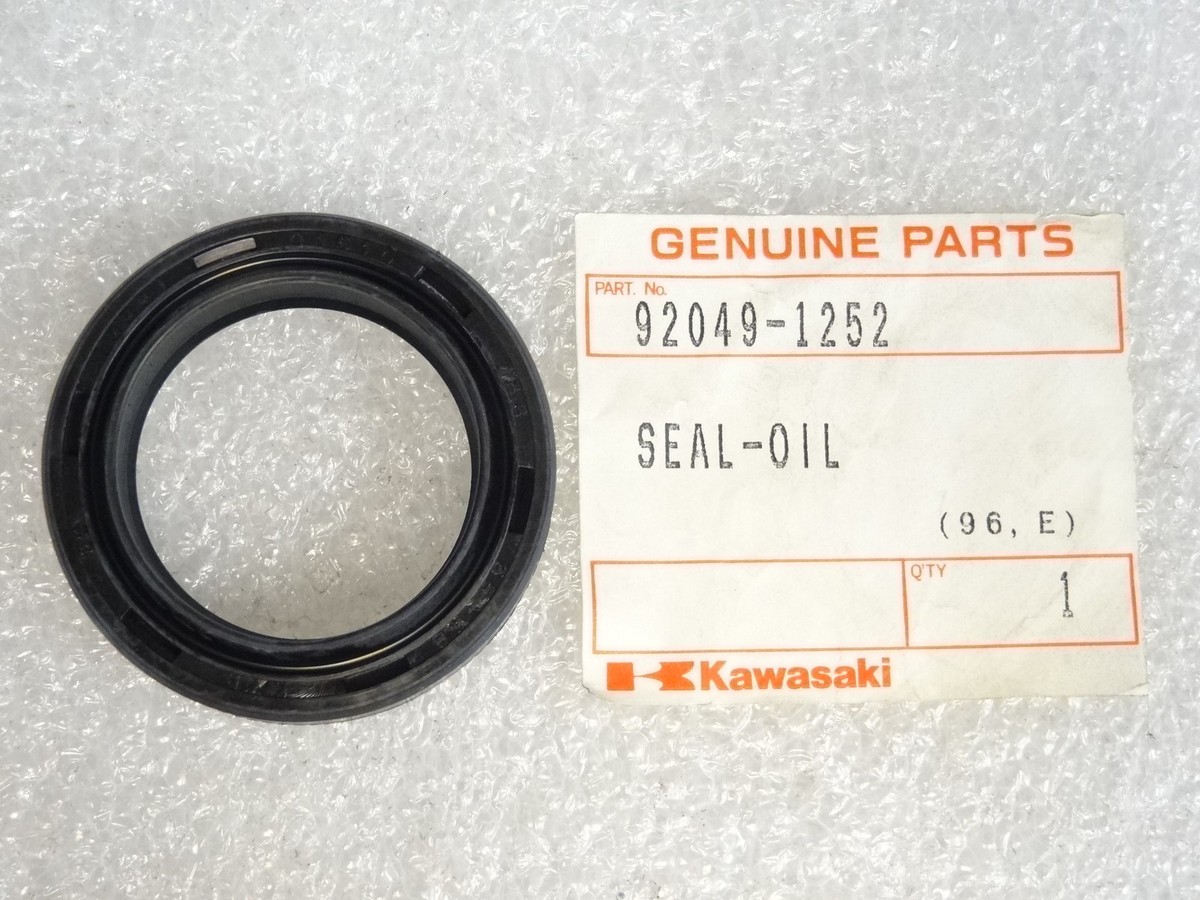 GENUINE PARTS
PART. No.
92049-1252
SEAL-OIL
(96, E)
Q'TY
1
Kawasaki